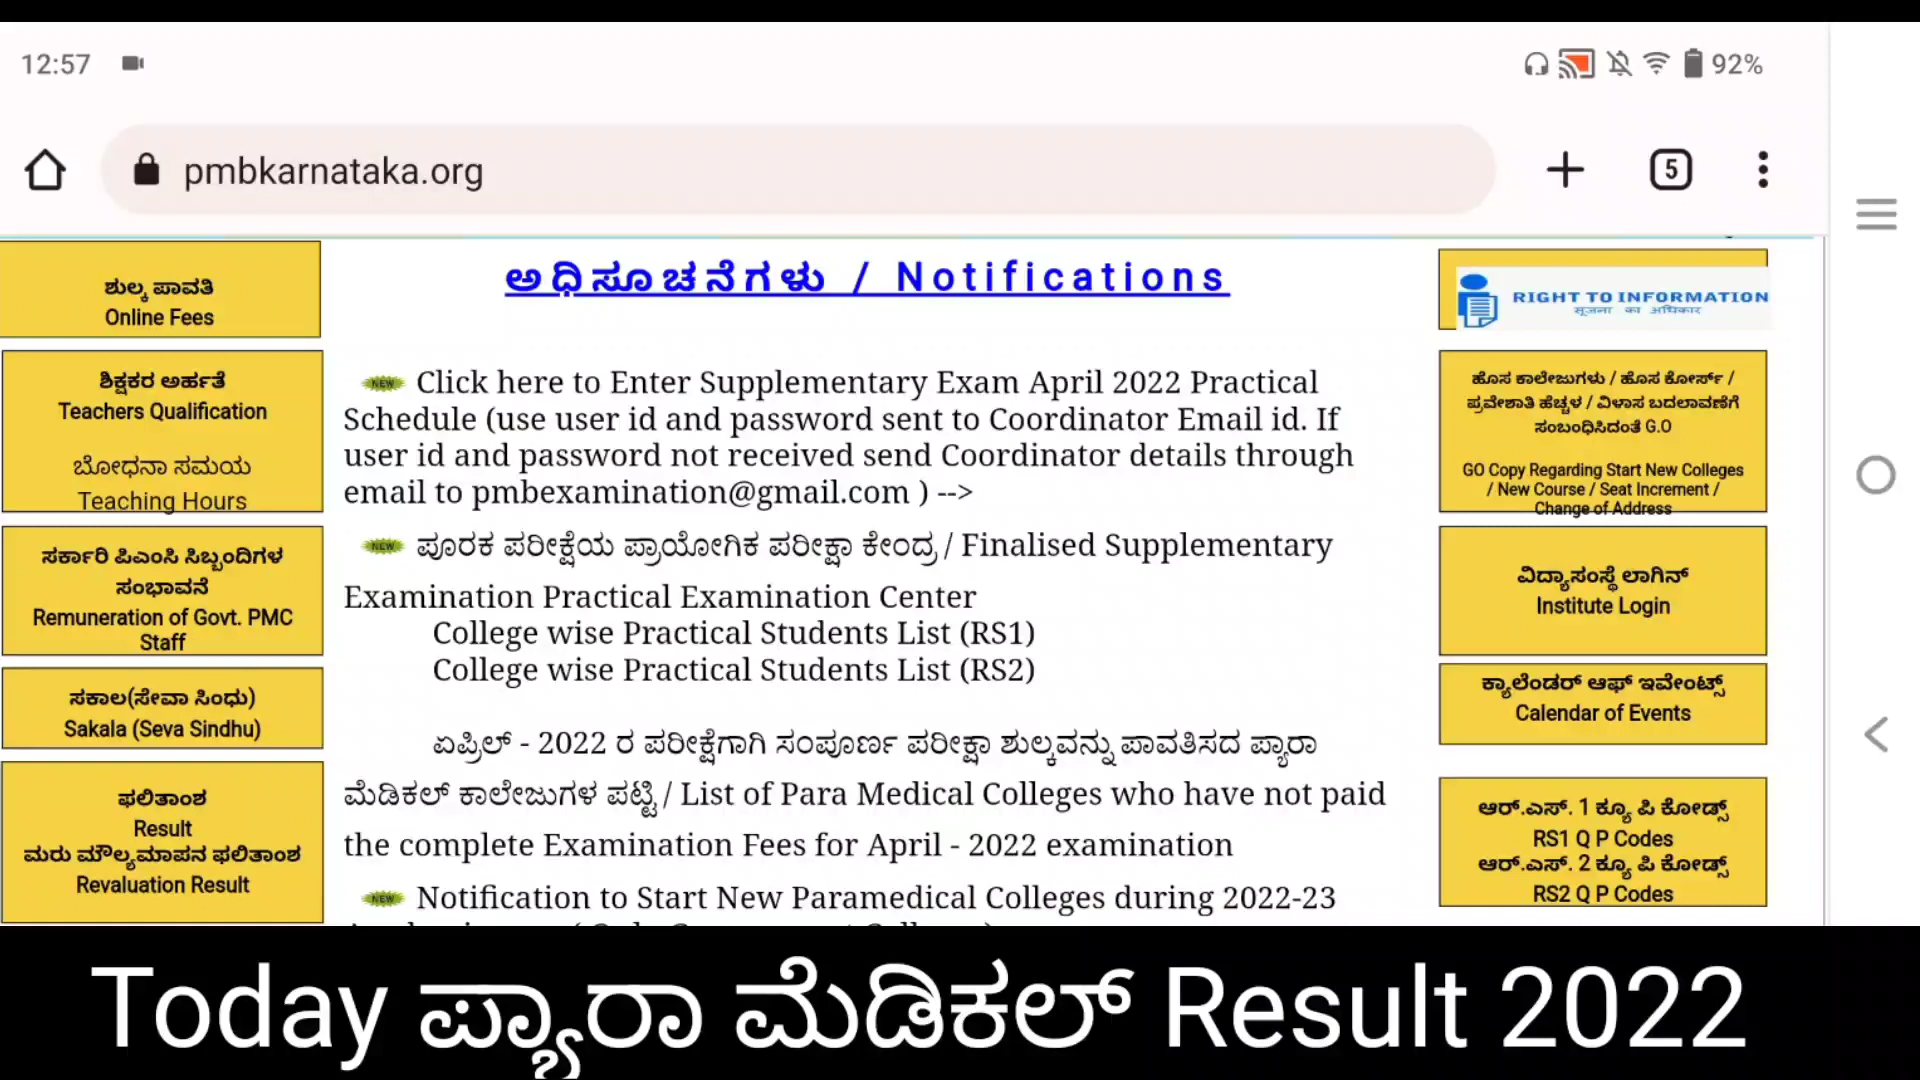 12:57
92%
pmbkarnataka.org
5
ಶುಲ್ಕ ಪಾವತಿ
Online Fees
ಶಿಕ್ಷಕರ ಅರ್ಹತೆ
Teachers Qualification
ಬೋಧನಾ ಸಮಯ
Teaching Hours
ಸರ್ಕಾರಿ ಪಿಎಂಸಿ ಸಿಬ್ಬಂದಿಗಳ
ಸಂಭಾವನೆ
Remuneration of Govt. PMC
Staff
ಸಕಾಲ(ಸೇವಾ ಸಿಂಧು)
Sakala (Seva Sindhu)
ಫಲಿತಾಂಶ
Result
ಮರು ಮೌಲ್ಯಮಾಪನ ಫಲಿತಾಂಶ
Revaluation Result
ಅಧಿಸೂಚನೆಗಳು / Notifications
NEW Click here to Enter Supplementary Exam April 2022 Practical
Schedule (use user id and password sent to Coordinator Email id. If
user id and password not received send Coordinator details through
email to pmbexamination@gmail.com ) -->
NEW ಪೂರಕ ಪರೀಕ್ಷೆಯ ಪ್ರಾಯೋಗಿಕ ಪರೀಕ್ಷಾ ಕೇಂದ್ರ / Finalised Supplementary
Examination Practical Examination Center
College wise Practical Students List (RS1)
College wise Practical Students List (RS2)
ಏಪ್ರಿಲ್ - 2022 ರ ಪರೀಕ್ಷೆಗಾಗಿ ಸಂಪೂರ್ಣ ಪರೀಕ್ಷಾ ಶುಲ್ಕವನ್ನು ಪಾವತಿಸದ ಪ್ಯಾರಾ
ಮೆಡಿಕಲ್ ಕಾಲೇಜುಗಳ ಪಟ್ಟಿ / List of Para Medical Colleges who have not paid
the complete Examination Fees for April - 2022 examination
NEW Notification to Start New Paramedical Colleges during 2022-23
RIGHT TO INFORMATION
सूचना का अधिकार
ಹೊಸ ಕಾಲೇಜುಗಳು / ಹೊಸ ಕೋರ್ಸ್ /
ಪ್ರವೇಶಾತಿ ಹೆಚ್ಚಳ / ವಿಳಾಸ ಬದಲಾವಣೆಗೆ
ಸಂಬಂಧಿಸಿದಂತೆ G.O
GO Copy Regarding Start New Colleges
/ New Course / Seat Increment /
Change of Address
ವಿದ್ಯಾಸಂಸ್ಥೆ ಲಾಗಿನ್
Institute Login
ಕ್ಯಾಲೆಂಡರ್ ಆಫ್ ಇವೇಂಟ್ಸ್
Calendar of Events
ಆರ್.ಎಸ್. 1 ಕ್ಯೂ ಪಿ ಕೋಡ್ಸ್
RS1 Q P Codes
ಆರ್.ಎಸ್. 2 ಕ್ಯೂ ಪಿ ಕೋಡ್ಸ್
RS2 Q P Codes
Today ಪ್ಯಾರಾ ಮೆಡಿಕಲ್ Result 2022